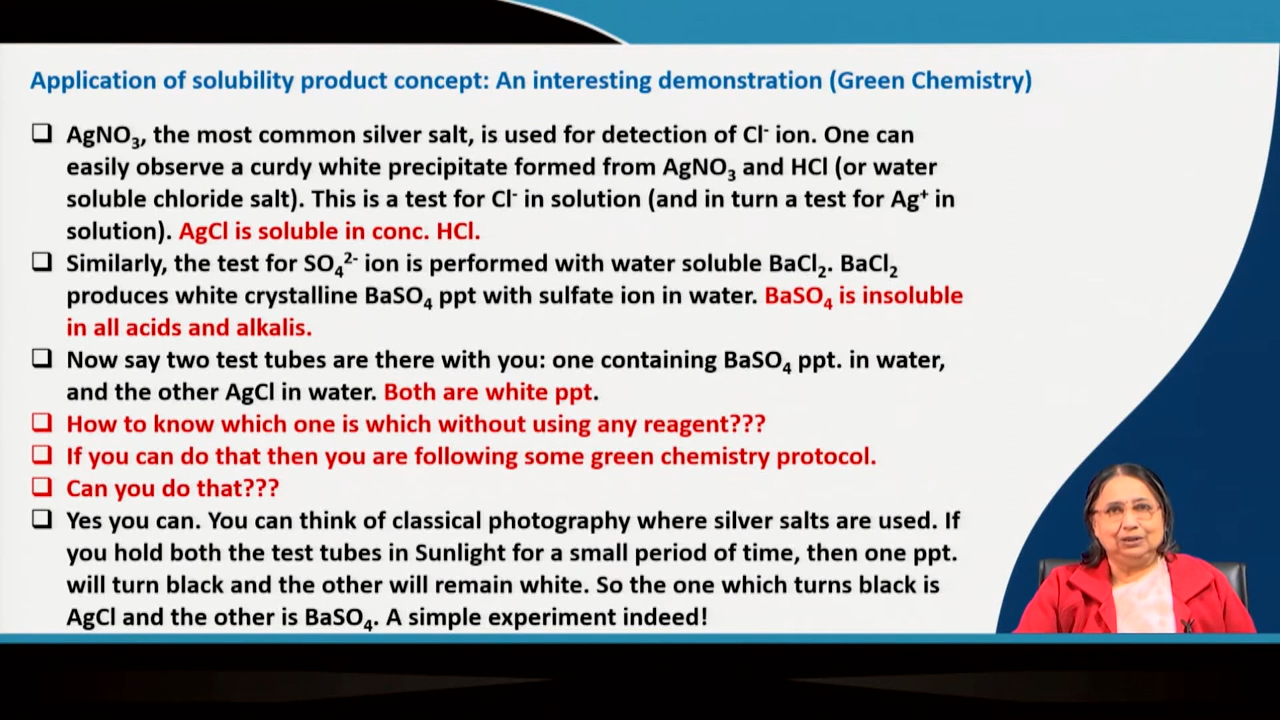 Application of solubility product concept: An interesting demonstration (Green Chemistry)
❑ AgNO₃, the most common silver salt, is used for detection of Cl⁻ ion. One can
easily observe a curdy white precipitate formed from AgNO₃ and HCl (or water
soluble chloride salt). This is a test for Cl⁻ in solution (and in turn a test for Ag⁺ in
solution). AgCl is soluble in conc. HCl.
❑ Similarly, the test for SO₄²⁻ ion is performed with water soluble BaCl₂. BaCl₂
produces white crystalline BaSO₄ ppt with sulfate ion in water. BaSO₄ is insoluble
in all acids and alkalis.
❑ Now say two test tubes are there with you: one containing BaSO₄ ppt. in water,
and the other AgCl in water. Both are white ppt.
❑ How to know which one is which without using any reagent???
❑ If you can do that then you are following some green chemistry protocol.
❑ Can you do that???
❑ Yes you can. You can think of classical photography where silver salts are used. If
you hold both the test tubes in Sunlight for a small period of time, then one ppt.
will turn black and the other will remain white. So the one which turns black is
AgCl and the other is BaSO₄. A simple experiment indeed!